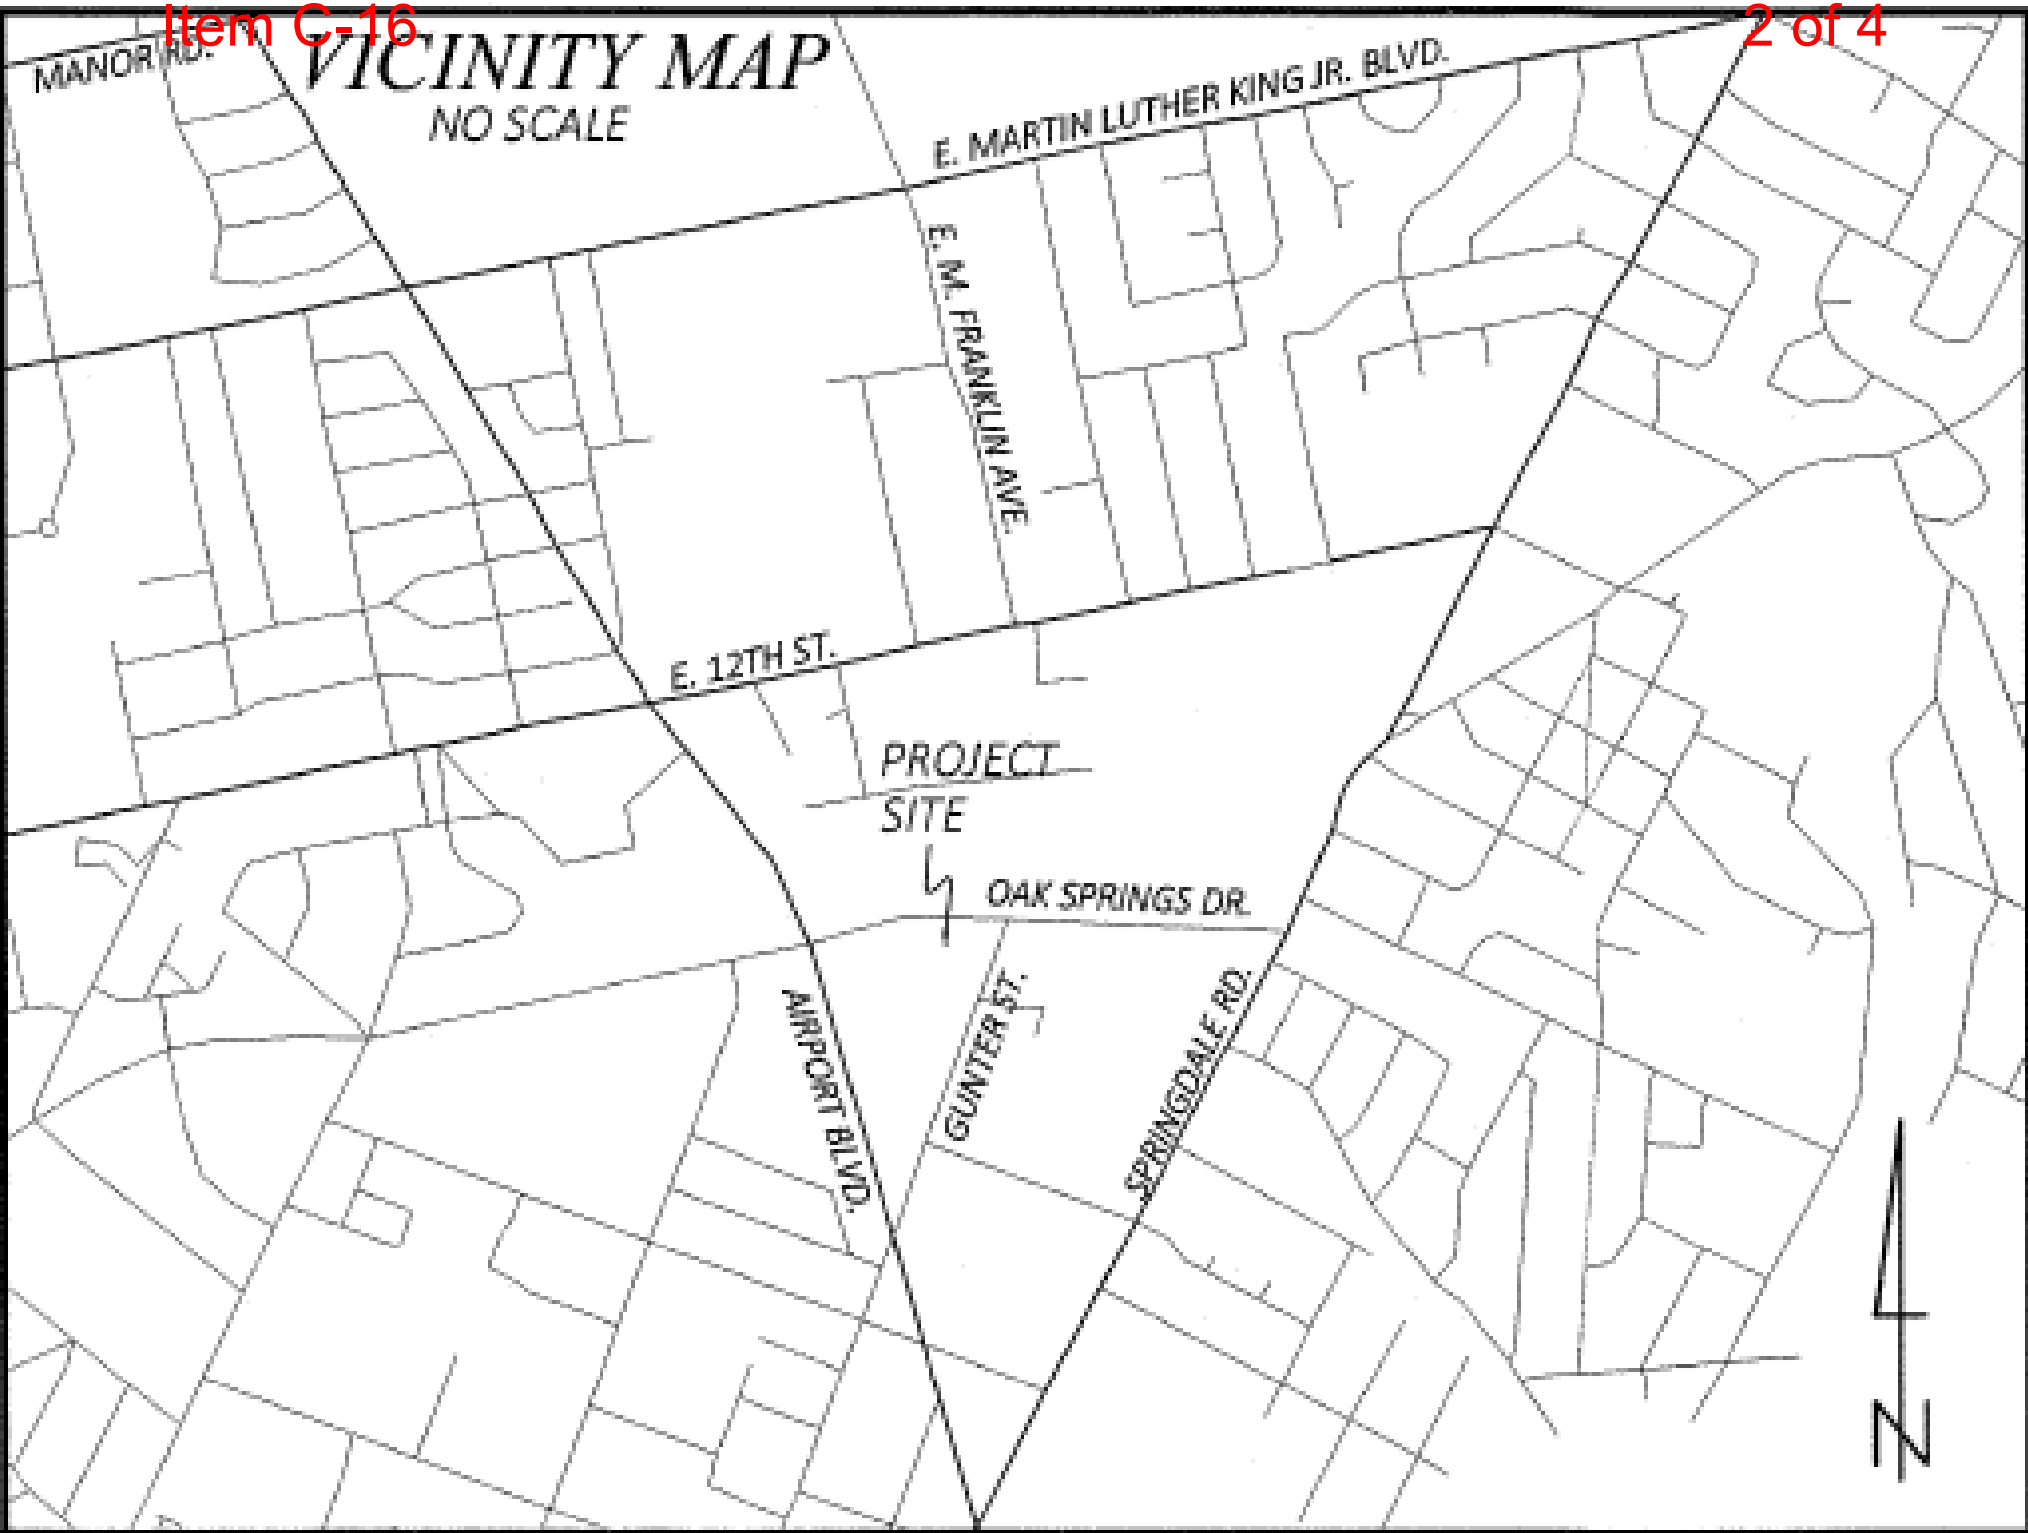 Item C-16
2 of 4
MANOR RD.
VICINITY MAP
NO SCALE
E. MARTIN LUTHER KING JR. BLVD.
E. M. FRANKLIN AVE.
E. 12TH ST.
PROJECT
SITE
OAK SPRINGS DR.
AIRPORT BLVD.
GUNTER ST.
SPRINGDALE RD.
N